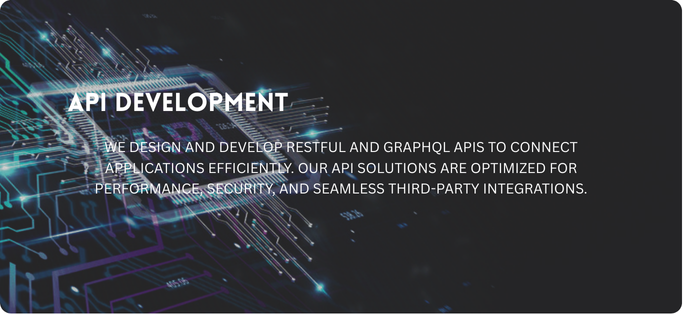 API DEVELOPMENT
WE DESIGN AND DEVELOP RESTFUL AND GRAPHQL APIS TO CONNECT
APPLICATIONS EFFICIENTLY. OUR API SOLUTIONS ARE OPTIMIZED FOR
PERFORMANCE, SECURITY, AND SEAMLESS THIRD-PARTY INTEGRATIONS.